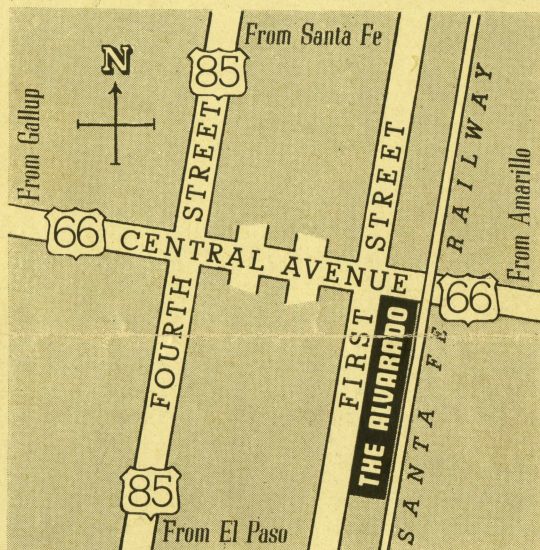 From Santa Fe
85
N
From Gallup
STREET
STREET
SANTA FE RAILWAY
From Amarillo
66
CENTRAL AVENUE
66
FOURTH
FIRST
THE ALVARADO
85
From El Paso